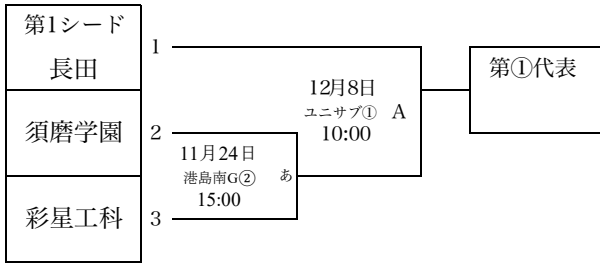 第1シード
長田
1
須磨学園
2
彩星工科
3
11月24日
港島南G②
15:00
あ
12月8日
ユニサブ①
10:00
A
第①代表